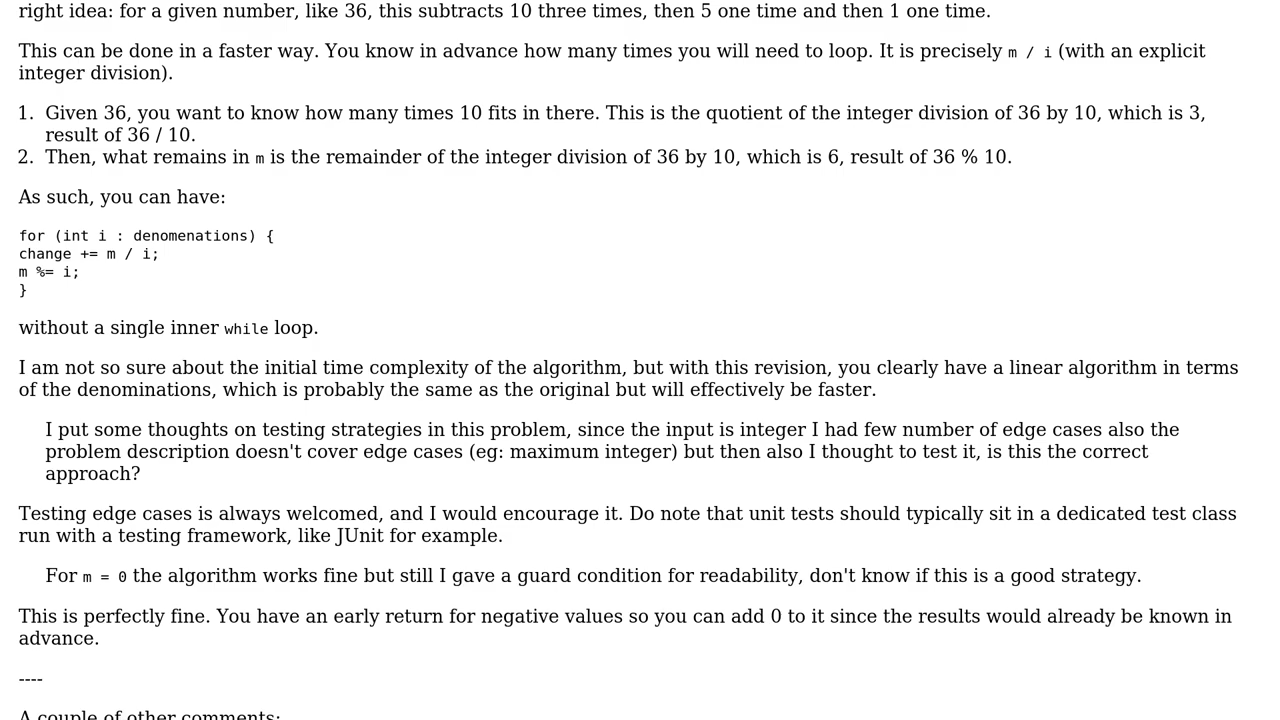 right idea: for a given number, like 36, this subtracts 10 three times, then 5 one time and then 1 one time.
This can be done in a faster way. You know in advance how many times you will need to loop. It is precisely m / i (with an explicit
integer division).
1. Given 36, you want to know how many times 10 fits in there. This is the quotient of the integer division of 36 by 10, which is 3,
result of 36 / 10.
2. Then, what remains in m is the remainder of the integer division of 36 by 10, which is 6, result of 36 % 10.
As such, you can have:
for (int i : denomenations) {
change += m / i;
m %= i;
}
without a single inner while loop.
I am not so sure about the initial time complexity of the algorithm, but with this revision, you clearly have a linear algorithm in terms
of the denominations, which is probably the same as the original but will effectively be faster.
I put some thoughts on testing strategies in this problem, since the input is integer I had few number of edge cases also the
problem description doesn't cover edge cases (eg: maximum integer) but then also I thought to test it, is this the correct
approach?
Testing edge cases is always welcomed, and I would encourage it. Do note that unit tests should typically sit in a dedicated test class
run with a testing framework, like JUnit for example.
For m = 0 the algorithm works fine but still I gave a guard condition for readability, don't know if this is a good strategy.
This is perfectly fine. You have an early return for negative values so you can add 0 to it since the results would already be known in
advance.
----
A couple of other comments: